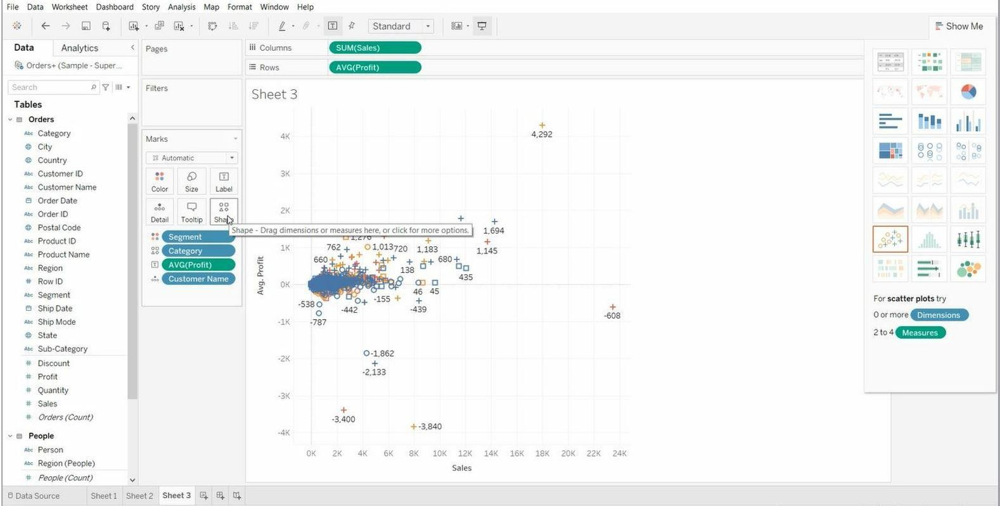 File Data Worksheet Dashboard Story Analysis Map Format Window Help
Standard
Show Me
Data Analytics
Orders+ (Sample - Super...
Search
Tables
Orders
Category
City
Country
Customer ID
Customer Name
Order Date
Order ID
Postal Code
Product ID
Product Name
Region
Row ID
Segment
Ship Date
Ship Mode
State
Sub-Category
Discount
Profit
Quantity
Sales
Orders (Count)
People
Person
Region (People)
People (Count)
Pages
Filters
Marks
Automatic
Color Size Label
Detail Tooltip
Shape - Drag dimensions or measures here, or click for more options.
Segment
Category
AVG(Profit)
Customer Name
Columns SUM(Sales)
Rows AVG(Profit)
Sheet 3
4K
3K
2K
1K
0K
-1K
-2K
-3K
-4K
Avg. Profit
4,292
1,694
1,276
762 1,013 720 1,183 1,145
660 680
138 435
46 45
-538 -442 -155 -439
-787
-608
-1,862
-2,133
-3,400
-3,840
0K 2K 4K 6K 8K 10K 12K 14K 16K 18K 20K 22K 24K
Sales
For scatter plots try
0 or more Dimensions
2 to 4 Measures
Data Source Sheet 1 Sheet 2 Sheet 3